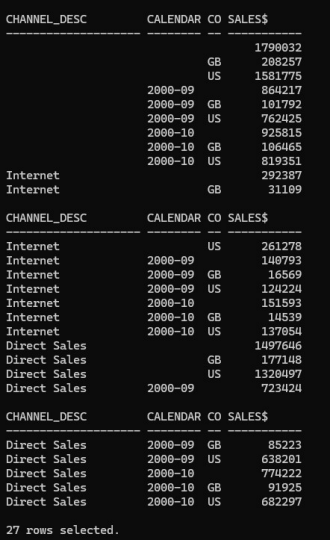 CHANNEL_DESC         CALENDAR CO SALES$
-------------------- -------- -- -----------
                                     1790032
                              GB      208257
                              US     1581775
                     2000-09          864217
                     2000-09  GB      101792
                     2000-09  US      762425
                     2000-10          925815
                     2000-10  GB      106465
                     2000-10  US      819351
Internet                              292387
Internet                      GB       31109

CHANNEL_DESC         CALENDAR CO SALES$
-------------------- -------- -- -----------
Internet                      US      261278
Internet             2000-09          140793
Internet             2000-09  GB       16569
Internet             2000-09  US      124224
Internet             2000-10          151593
Internet             2000-10  GB       14539
Internet             2000-10  US      137054
Direct Sales                         1497646
Direct Sales                  GB      177148
Direct Sales                  US     1320497
Direct Sales         2000-09          723424

CHANNEL_DESC         CALENDAR CO SALES$
-------------------- -------- -- -----------
Direct Sales         2000-09  GB       85223
Direct Sales         2000-09  US      638201
Direct Sales         2000-10          774222
Direct Sales         2000-10  GB       91925
Direct Sales         2000-10  US      682297

27 rows selected.